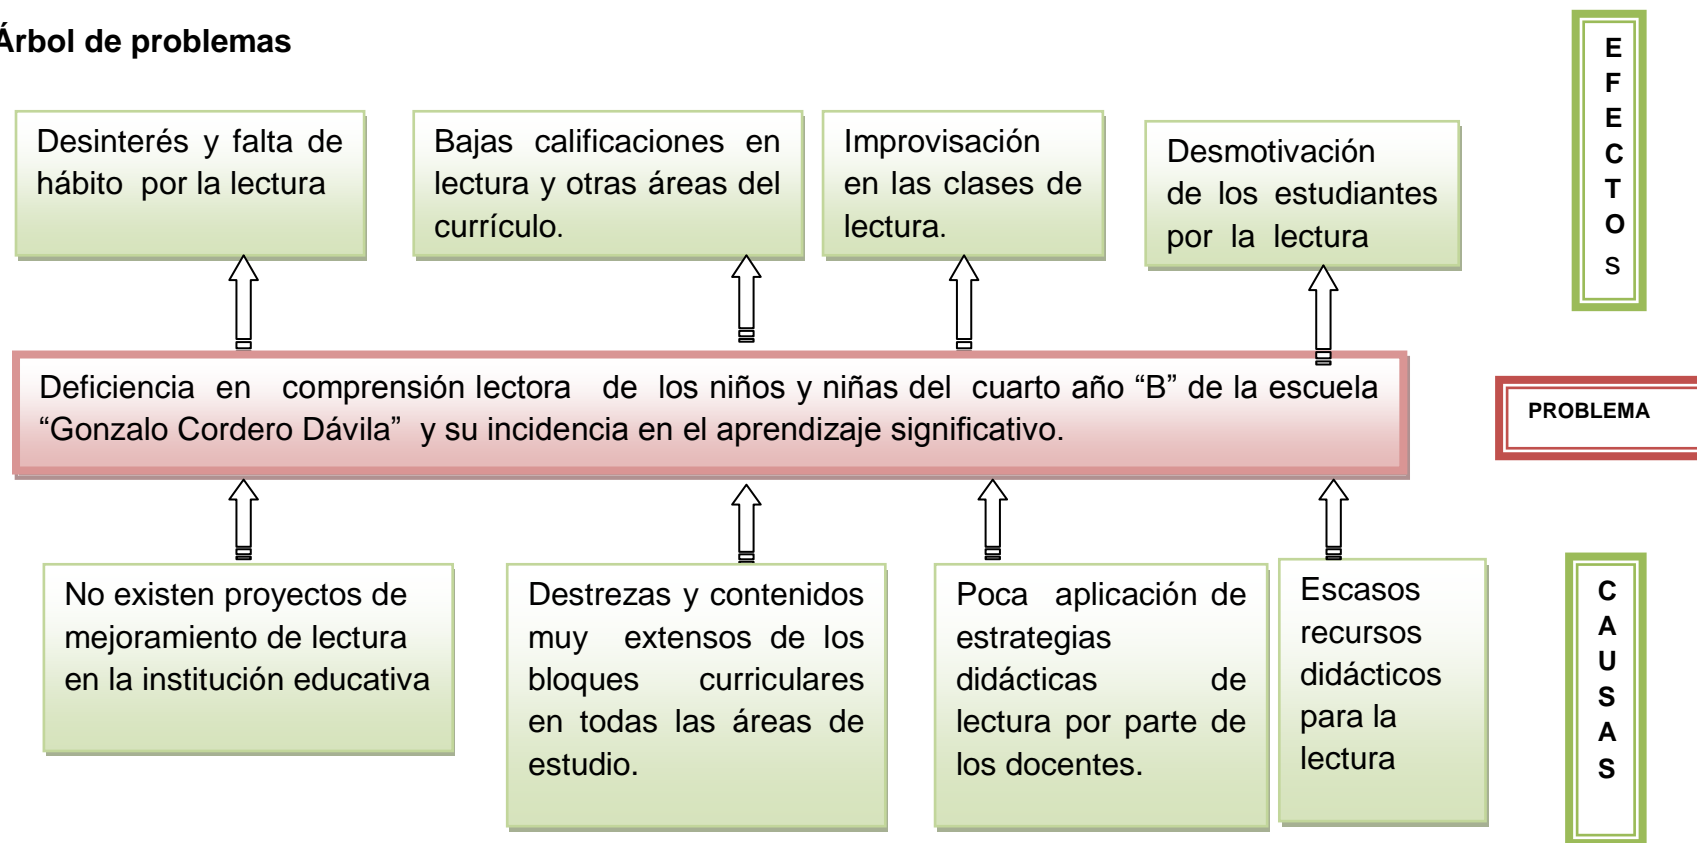 Árbol de problemas
Desinterés y falta de
hábito por la lectura
Bajas calificaciones en
lectura y otras áreas del
currículo.
Improvisación
en las clases de
lectura.
Desmotivación
de los estudiantes
por la lectura
E
F
E
C
T
O
S
Deficiencia en comprensión lectora de los niños y niñas del cuarto año “B” de la escuela
“Gonzalo Cordero Dávila” y su incidencia en el aprendizaje significativo.
PROBLEMA
No existen proyectos de
mejoramiento de lectura
en la institución educativa
Destrezas y contenidos
muy extensos de los
bloques curriculares
en todas las áreas de
estudio.
Poca aplicación de
estrategias
didácticas de
lectura por parte de
los docentes.
Escasos
recursos
didácticos
para la
lectura
C
A
U
S
A
S